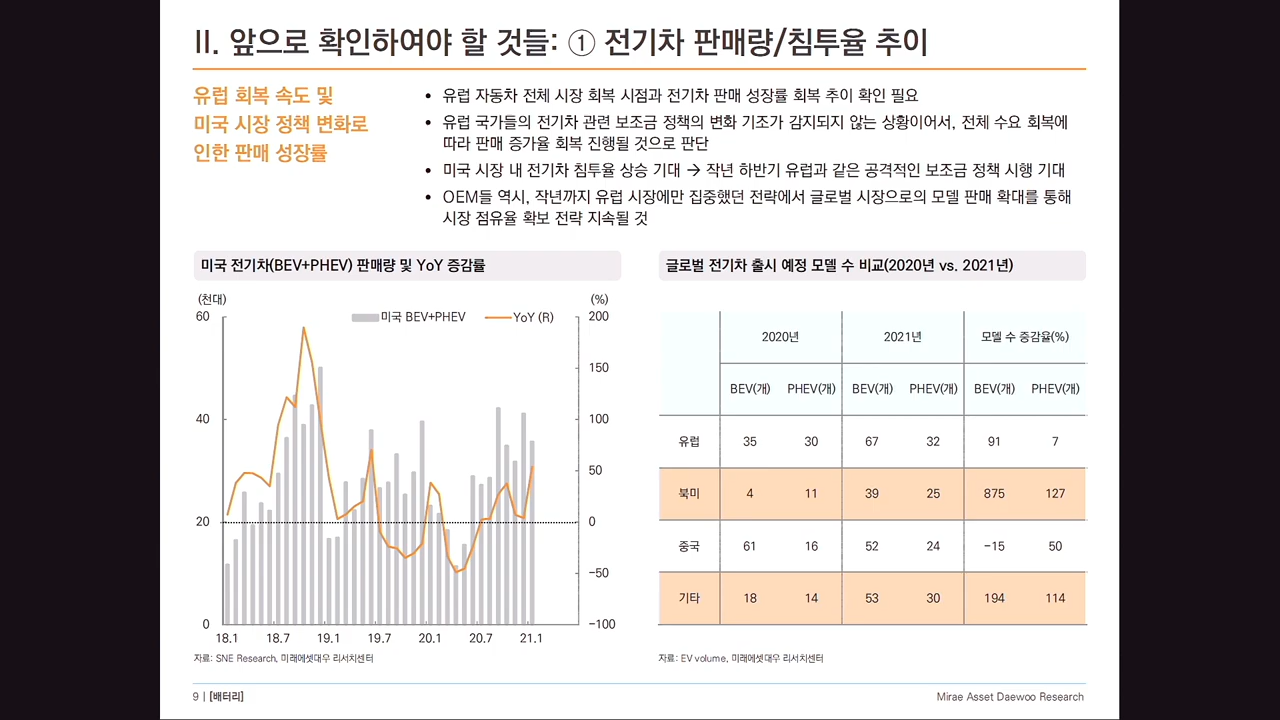 II. 앞으로 확인하여야 할 것들: ① 전기차 판매량/침투율 추이
유럽 회복 속도 및
미국 시장 정책 변화로
인한 판매 성장률
• 유럽 자동차 전체 시장 회복 시점과 전기차 판매 성장률 회복 추이 확인 필요
• 유럽 국가들의 전기차 관련 보조금 정책의 변화 기조가 감지되지 않는 상황이어서, 전체 수요 회복에
따라 판매 증가율 회복 진행될 것으로 판단
• 미국 시장 내 전기차 침투율 상승 기대 → 작년 하반기 유럽과 같은 공격적인 보조금 정책 시행 기대
• OEM들 역시, 작년까지 유럽 시장에만 집중했던 전략에서 글로벌 시장으로의 모델 판매 확대를 통해
시장 점유율 확보 전략 지속될 것
미국 전기차(BEV+PHEV) 판매량 및 YoY 증감률
(천대) (%)
미국 BEV+PHEV YoY (R)
60 200
150
40 100
50
20 0
-50
0 -100
18.1 18.7 19.1 19.7 20.1 20.7 21.1
자료: SNE Research, 미래에셋대우 리서치센터
글로벌 전기차 출시 예정 모델 수 비교(2020년 vs. 2021년)
2020년 2021년 모델 수 증감율(%)
BEV(개) PHEV(개) BEV(개) PHEV(개) BEV(개) PHEV(개)
유럽 35 30 67 32 91 7
북미 4 11 39 25 875 127
중국 61 16 52 24 -15 50
기타 18 14 53 30 194 114
자료: EV volume, 미래에셋대우 리서치센터
9 | [배터리]
Mirae Asset Daewoo Research